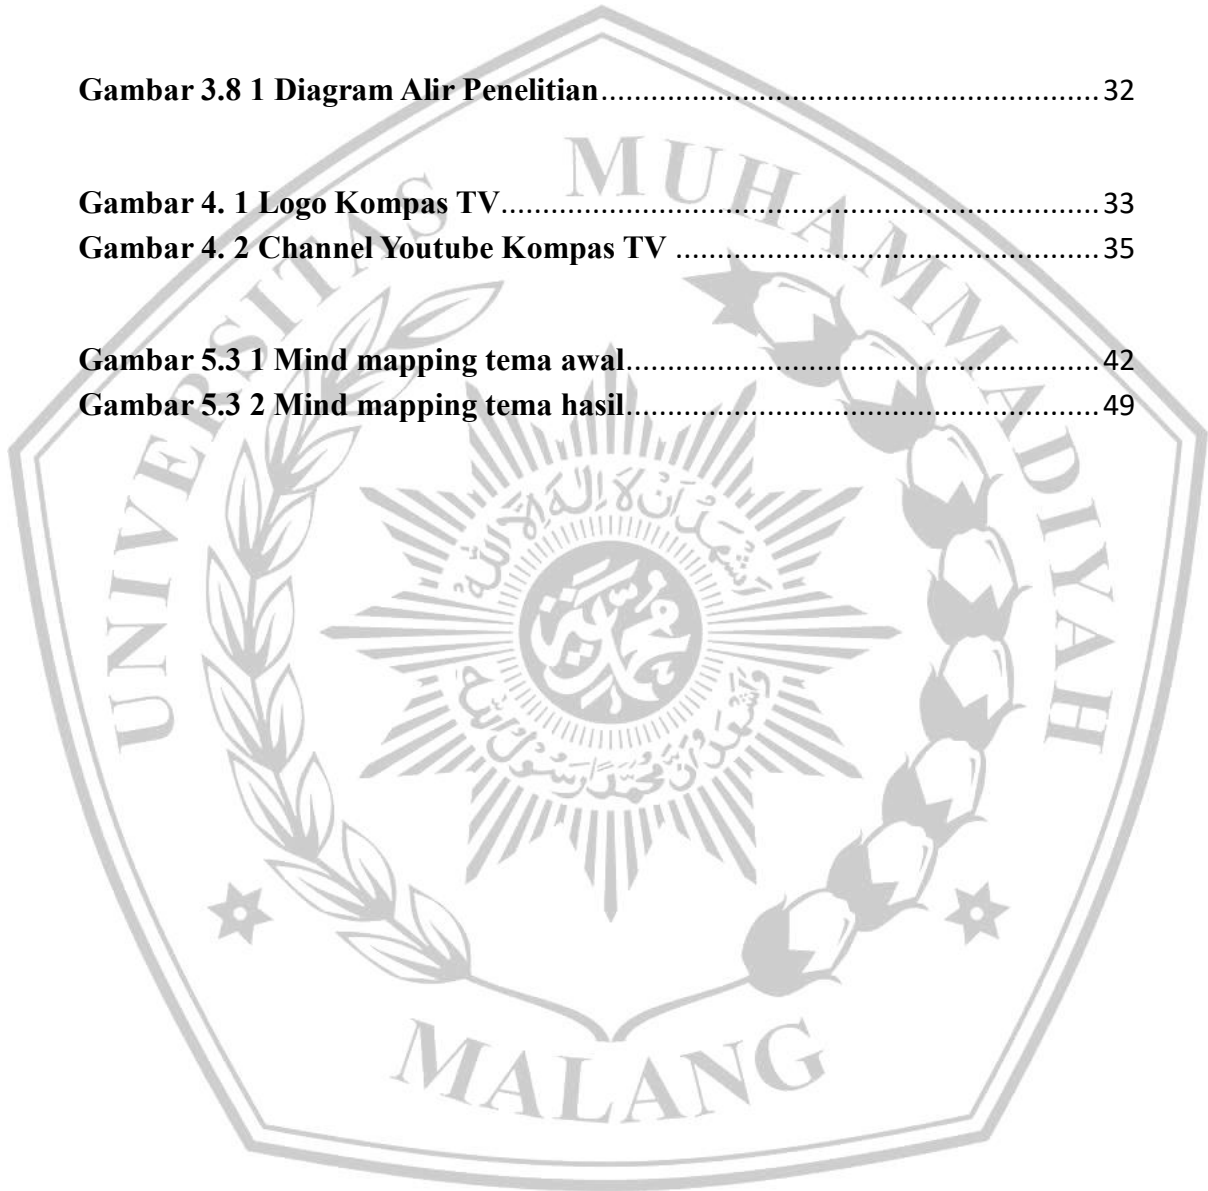 Gambar 3.8 1 Diagram Alir Penelitian........................................................... 32
Gambar 4. 1 Logo Kompas TV....................................................................... 33
Gambar 4. 2 Channel Youtube Kompas TV ................................................... 35
Gambar 5.3 1 Mind mapping tema awal......................................................... 42
Gambar 5.3 2 Mind mapping tema hasil......................................................... 49
UNIVERSITAS MUHAMMADIYAH
MALANG